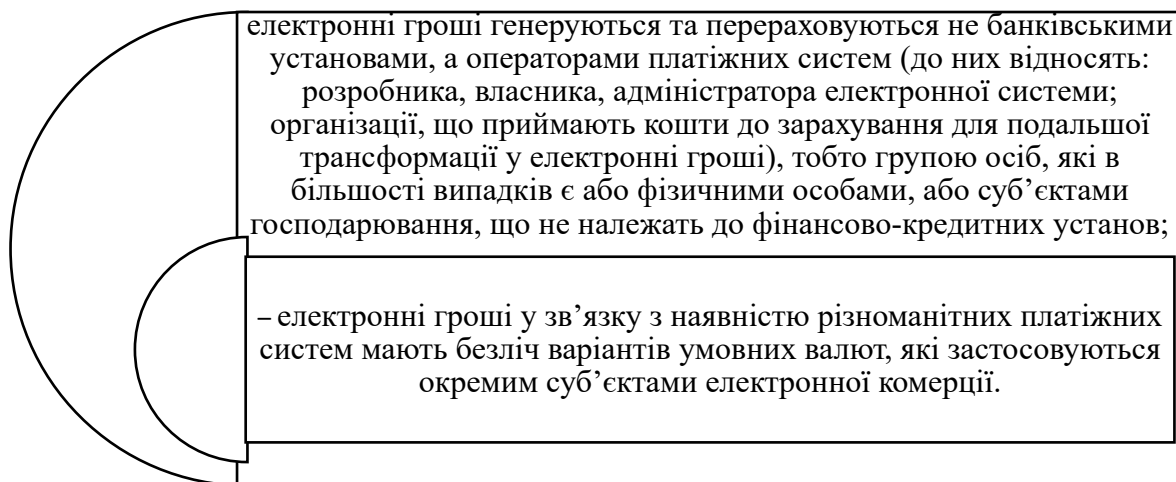 електронні гроші генеруються та перераховуються не банківськими
установами, а операторами платіжних систем (до них відносять:
розробника, власника, адміністратора електронної системи;
організації, що приймають кошти до зарахування для подальшої
трансформації у електронні гроші), тобто групою осіб, які в
більшості випадків є або фізичними особами, або суб’єктами
господарювання, що не належать до фінансово-кредитних установ;
– електронні гроші у зв’язку з наявністю різноманітних платіжних
систем мають безліч варіантів умовних валют, які застосовуються
окремим суб’єктами електронної комерції.